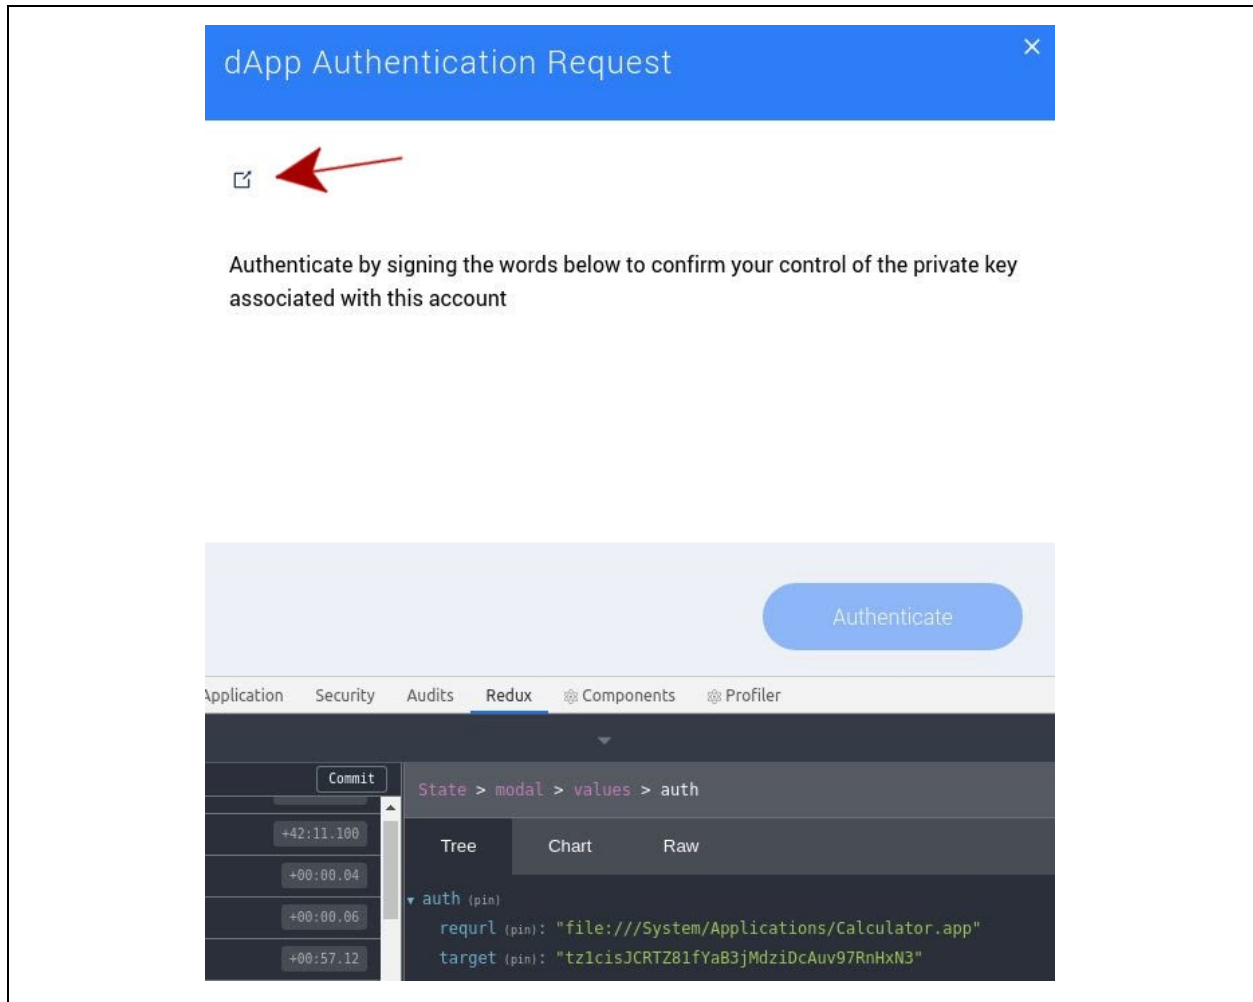 dApp Authentication Request
Authenticate by signing the words below to confirm your control of the private key
associated with this account
Authenticate
Application Security Audits Redux Components Profiler
Commit
State > modal > values > auth
+42:11.100
Tree Chart Raw
+00:00.04
auth (pin)
+00:00.06
requrl (pin): "file:///System/Applications/Calculator.app"
+00:57.12
target (pin): "tz1cisJCRTZ81fYaB3jMdziDcAuv97RnHxN3"